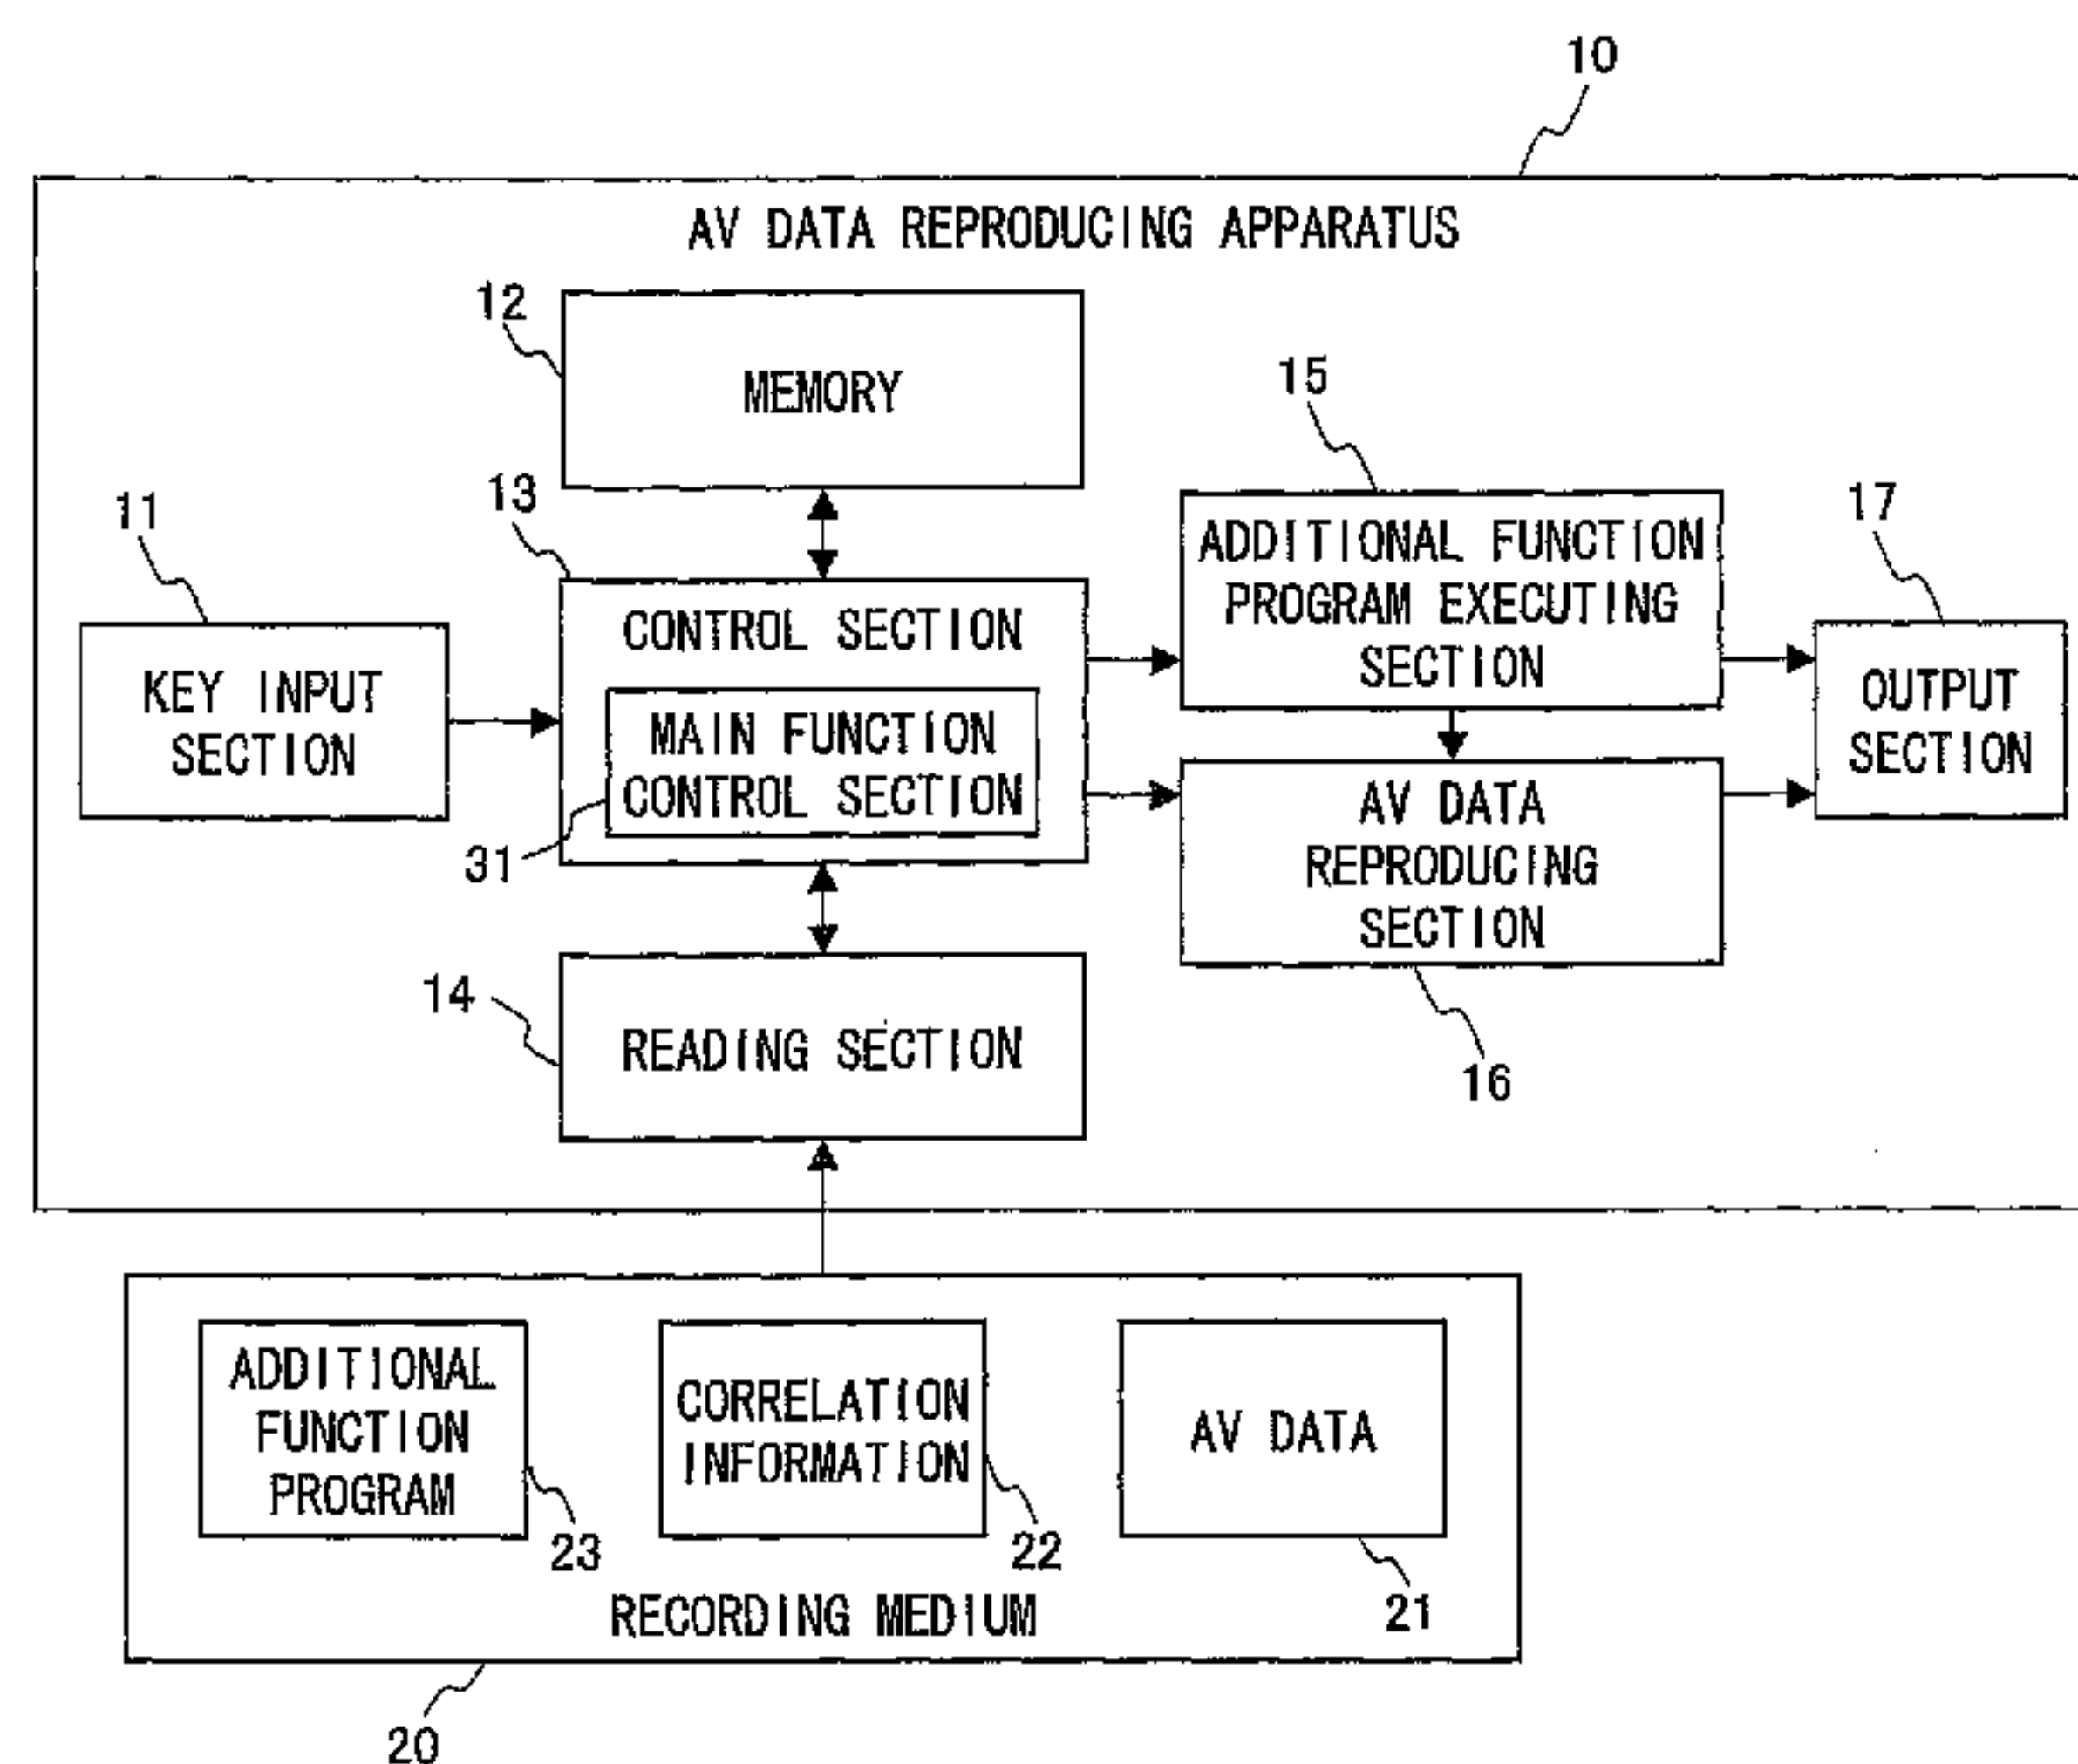 10
AV DATA REPRODUCING APPARATUS
12
MEMORY
15
13
11
17
ADDITIONAL FUNCTION
PROGRAM EXECUTING
SECTION
CONTROL SECTION
KEY INPUT
SECTION
MAIN FUNCTION
CONTROL SECTION
OUTPUT
SECTION
31
AV DATA
REPRODUCING
SECTION
14
READING SECTION
16
ADDITIONAL
FUNCTION
PROGRAM
CORRELATION
INFORMATION
AV DATA
23
22
21
RECORDING MEDIUM
20